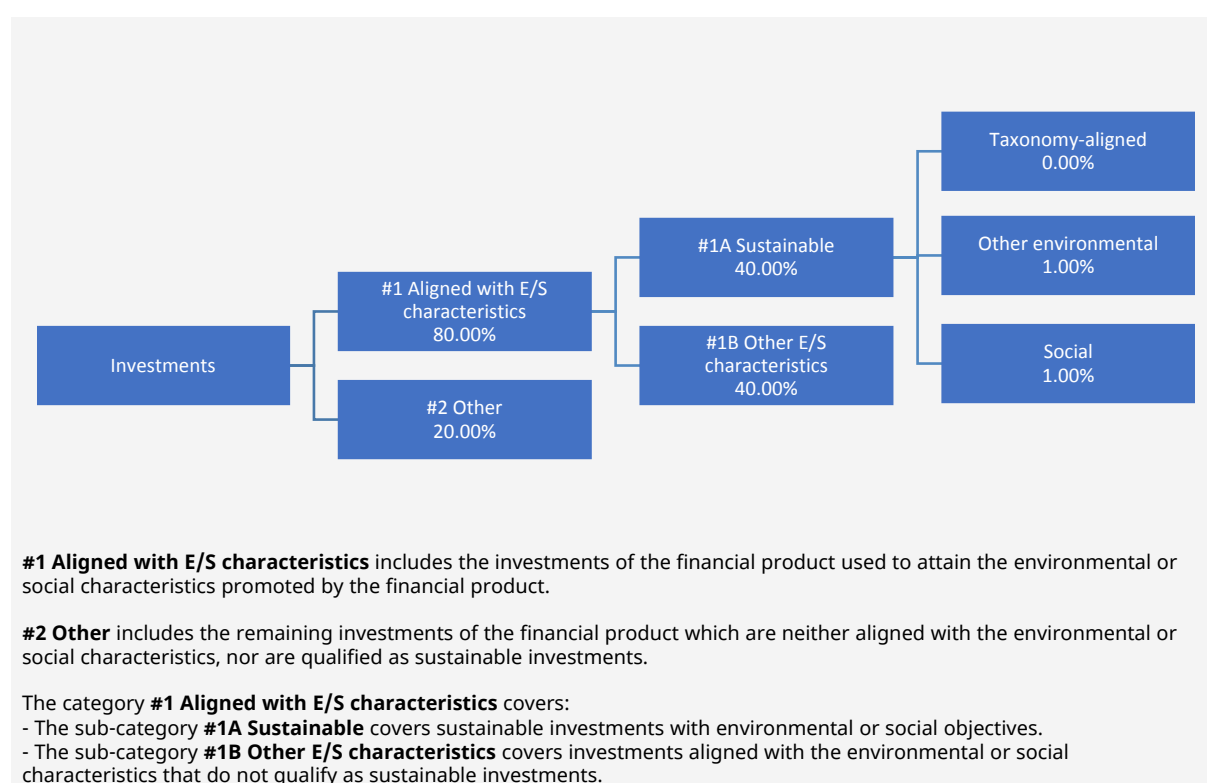 Investments
#1 Aligned with E/S
characteristics
80.00%
#2 Other
20.00%
#1A Sustainable
40.00%
#1B Other E/S
characteristics
40.00%
Taxonomy-aligned
0.00%
Other environmental
1.00%
Social
1.00%
#1 Aligned with E/S characteristics includes the investments of the financial product used to attain the environmental or
social characteristics promoted by the financial product.
#2 Other includes the remaining investments of the financial product which are neither aligned with the environmental or
social characteristics, nor are qualified as sustainable investments.
The category #1 Aligned with E/S characteristics covers:
- The sub-category #1A Sustainable covers sustainable investments with environmental or social objectives.
- The sub-category #1B Other E/S characteristics covers investments aligned with the environmental or social
characteristics that do not qualify as sustainable investments.